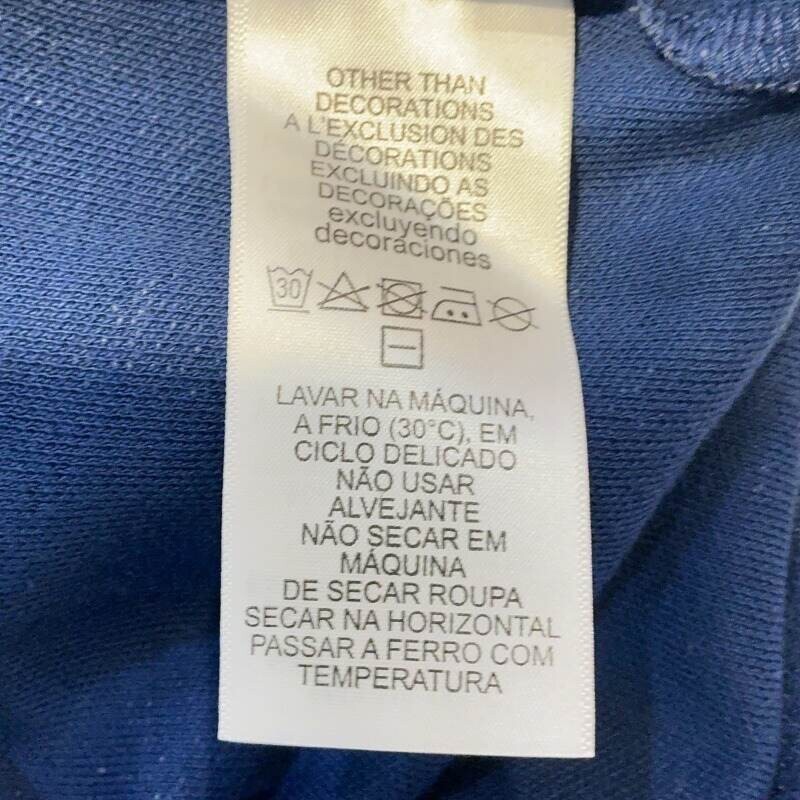 OTHER THAN
DECORATIONS
A L'EXCLUSION DES
DÉCORATIONS
EXCLUINDO AS
DECORAÇÕES
excluyendo
decoraciones
30
LAVAR NA MÁQUINA,
A FRIO (30°C), EM
CICLO DELICADO
NÃO USAR
ALVEJANTE
NÃO SECAR EM
MÁQUINA
DE SECAR ROUPA
SECAR NA HORIZONTAL
PASSAR A FERRO COM
TEMPERATURA